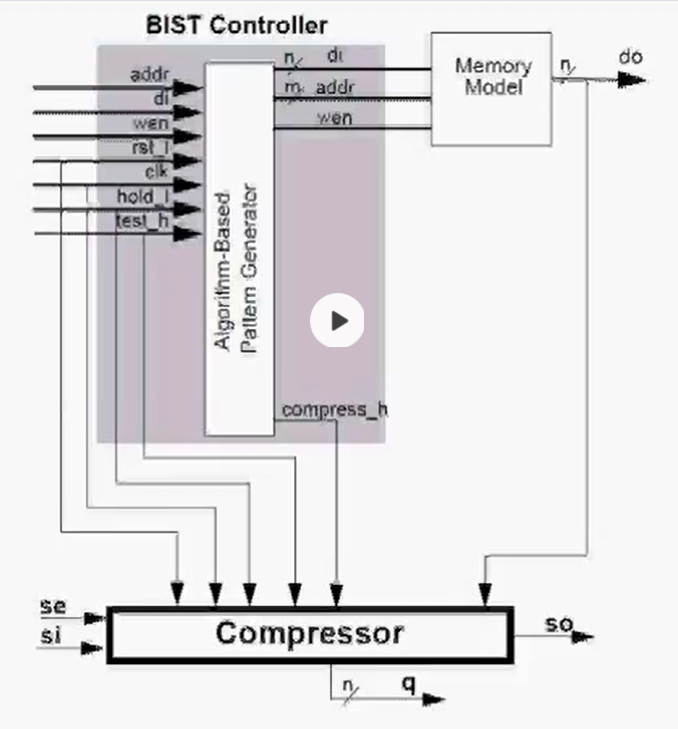 BIST Controller
addr
di
wen
rst_l
clk
hold_l
test_h
Algorithm-Based
Pattern Generator
n
di
m
addr
wen
compress_h
Memory
Model
n
do
se
si
Compressor
so
n
q